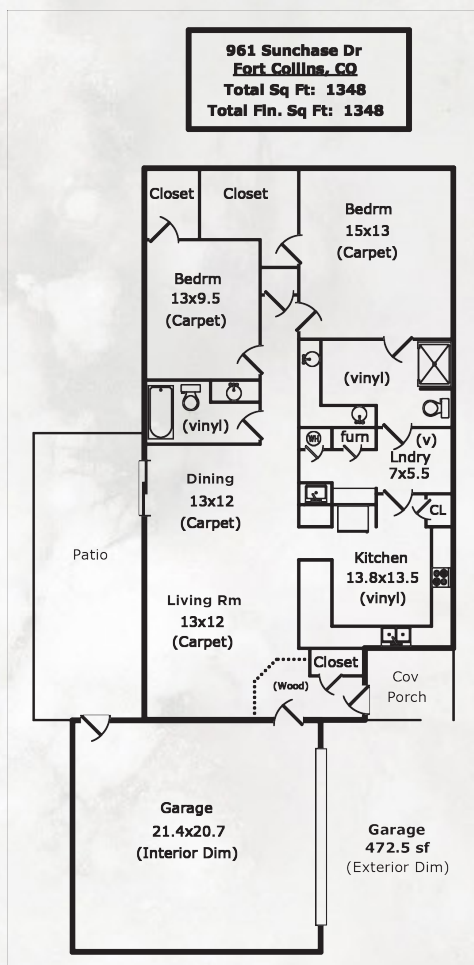 961 Sunchase Dr
Fort Collins, CO
Total Sq Ft: 1348
Total Fin. Sq Ft: 1348
Closet
Closet
Bedrm
15x13
(Carpet)
Bedrm
13x9.5
(Carpet)
(vinyl)
(vinyl)
WH
furn
(v)
Lndry
7x5.5
Dining
13x12
(Carpet)
CL
Patio
Kitchen
13.8x13.5
(vinyl)
Living Rm
13x12
(Carpet)
Closet
(Wood)
Cov
Porch
Garage
21.4x20.7
(Interior Dim)
Garage
472.5 sf
(Exterior Dim)